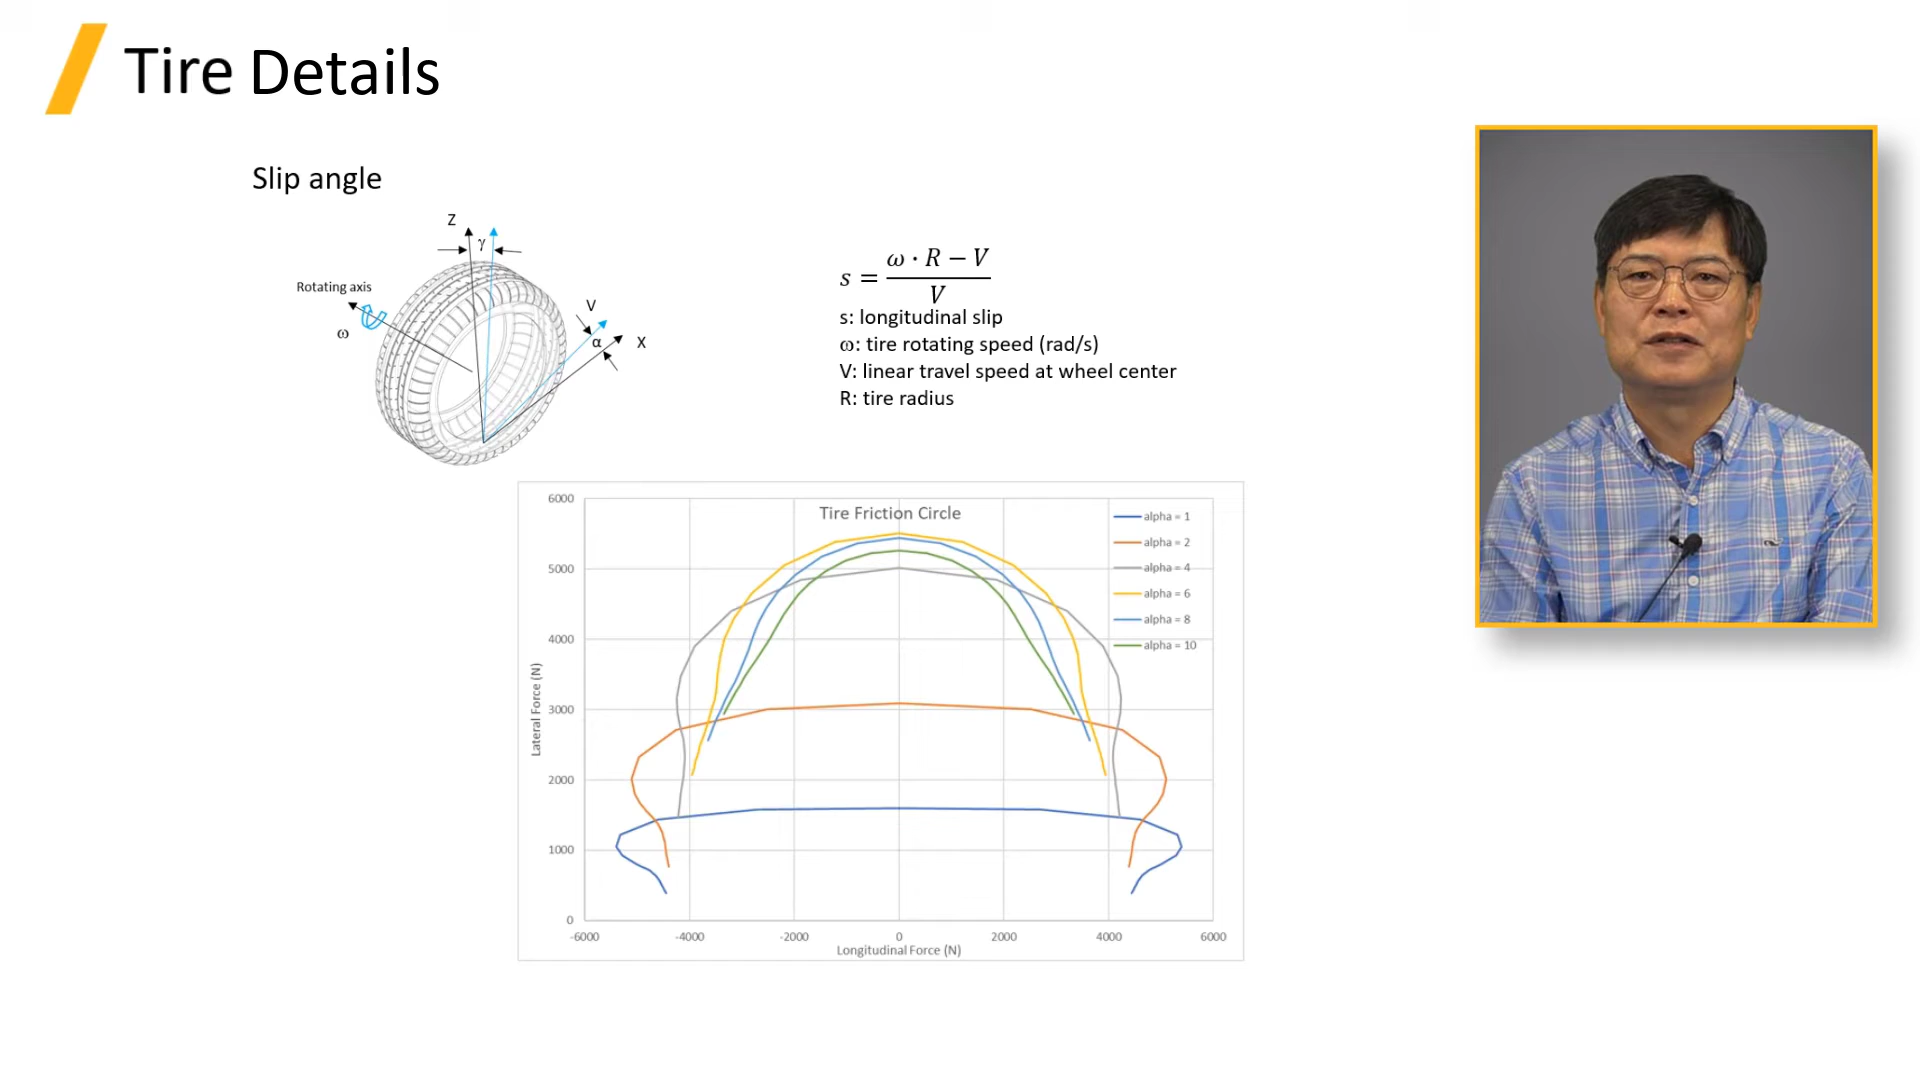 Tire Details
Slip angle
Z
γ
Rotating axis
ω
V
α
X
s = (ω · R − V) / V
s: longitudinal slip
ω: tire rotating speed (rad/s)
V: linear travel speed at wheel center
R: tire radius
Tire Friction Circle
alpha = 1
alpha = 2
alpha = 4
alpha = 6
alpha = 8
alpha = 10
6000
5000
4000
3000
2000
1000
0
Lateral Force (N)
-6000 -4000 -2000 0 2000 4000 6000
Longitudinal Force (N)